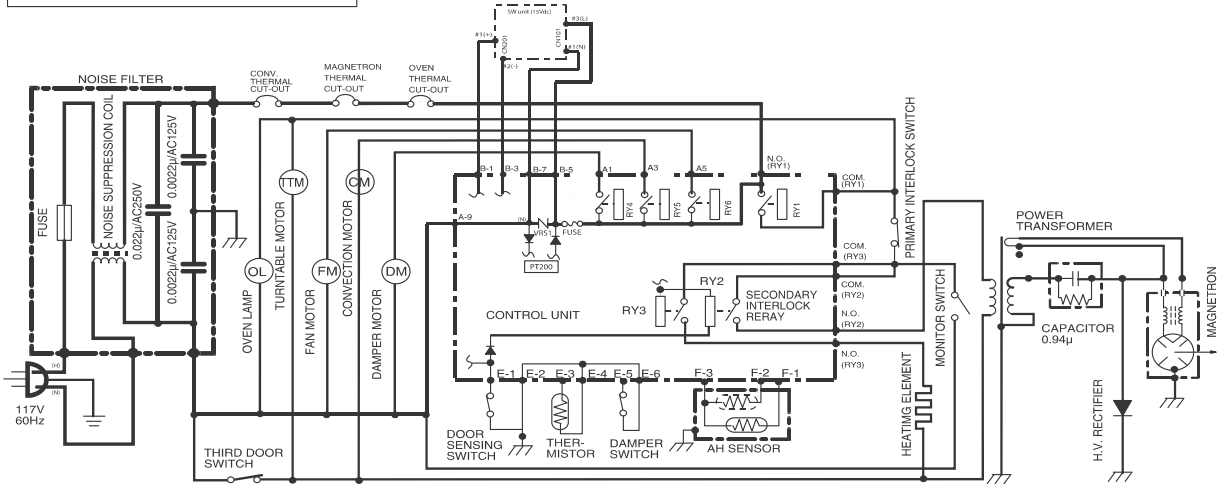 SW unit (15Vdc)
#1(+)
CN201
#2(-)
#3(L)
CN101
#1(N)
NOISE FILTER
CONV.
THERMAL
CUT-OUT
MAGNETRON
THERMAL
CUT-OUT
OVEN
THERMAL
CUT-OUT
FUSE
NOISE SUPPRESSION COIL
0.022µ/AC250V
0.0022µ/AC125V
0.0022µ/AC125V
(H)
(N)
117V
60Hz
OL
OVEN LAMP
TTM
TURNTABLE MOTOR
FM
FAN MOTOR
CM
CONVECTION MOTOR
DM
DAMPER MOTOR
THIRD DOOR
SWITCH
B-1
B-3
B-7
B-5
A1
A3
A5
N.O.
(RY1)
A-9
(N)
VRS1
FUSE
PT200
RY4
RY5
RY6
RY1
COM.
(RY1)
PRIMARY INTERLOCK SWITCH
COM.
(RY3)
COM.
(RY2)
N.O.
(RY2)
N.O.
(RY3)
RY3
RY2
SECONDARY
INTERLOCK
RERAY
CONTROL UNIT
E-1
E-2
E-3
E-4
E-5
E-6
F-3
F-2
F-1
DOOR
SENSING
SWITCH
THER-
MISTOR
DAMPER
SWITCH
AH SENSOR
HEATIMG ELEMENT
MONITOR SWITCH
POWER
TRANSFORMER
CAPACITOR
0.94µ
H.V. RECTIFIER
MAGNETRON